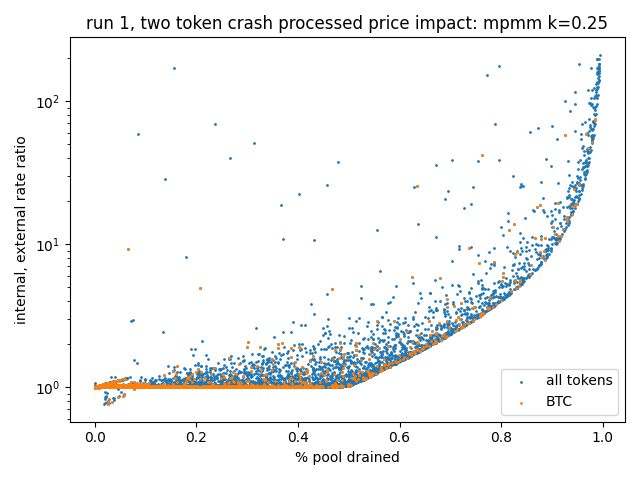 run 1, two token crash processed price impact: mpmm k=0.25
internal, external rate ratio
10²
10¹
10⁰
0.0 0.2 0.4 0.6 0.8 1.0
% pool drained
all tokens
BTC